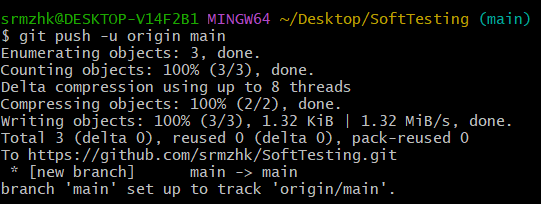 srmzhk@DESKTOP-V14F2B1 MINGW64 ~/Desktop/SoftTesting (main)
$ git push -u origin main
Enumerating objects: 3, done.
Counting objects: 100% (3/3), done.
Delta compression using up to 8 threads
Compressing objects: 100% (2/2), done.
Writing objects: 100% (3/3), 1.32 KiB | 1.32 MiB/s, done.
Total 3 (delta 0), reused 0 (delta 0), pack-reused 0
To https://github.com/srmzhk/SoftTesting.git
 * [new branch]      main -> main
branch 'main' set up to track 'origin/main'.